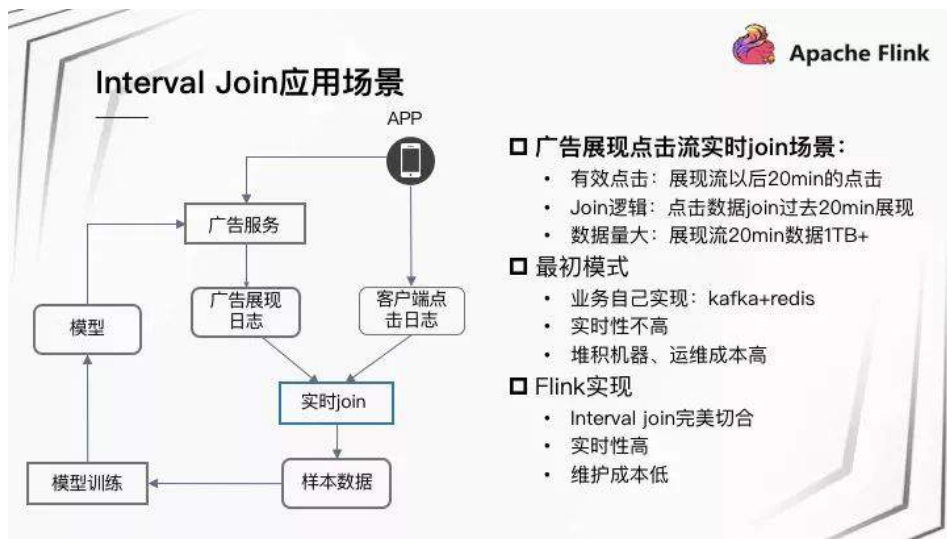 Apache Flink
Interval Join应用场景
APP
广告服务
广告展现
日志
客户端点
击日志
模型
实时join
模型训练
样本数据
广告展现点击流实时join场景：
• 有效点击：展现流以后20min的点击
• Join逻辑：点击数据join过去20min展现
• 数据量大：展现流20min数据1TB+
最初模式
• 业务自己实现：kafka+redis
• 实时性不高
• 堆积机器、运维成本高
Flink实现
• Interval join完美切合
• 实时性高
• 维护成本低